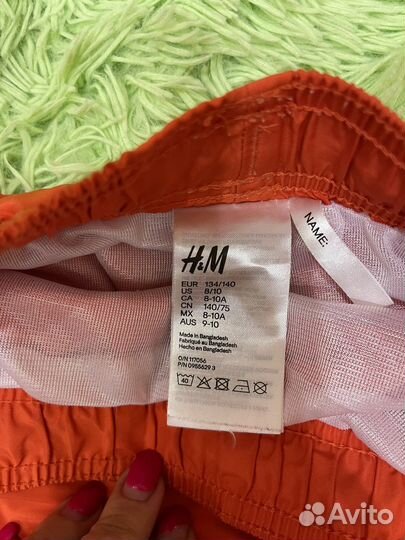 NAME:
H&M
EUR 134/140
US 8/10
CA 8-10A
CN 140/75
MX 8-10A
AUS 9-10
Made in Bangladesh
Fabriqué au Bangladesh
Hecho en Bangladesh
O/N 117056
P/N 0955629 3
40
Avito